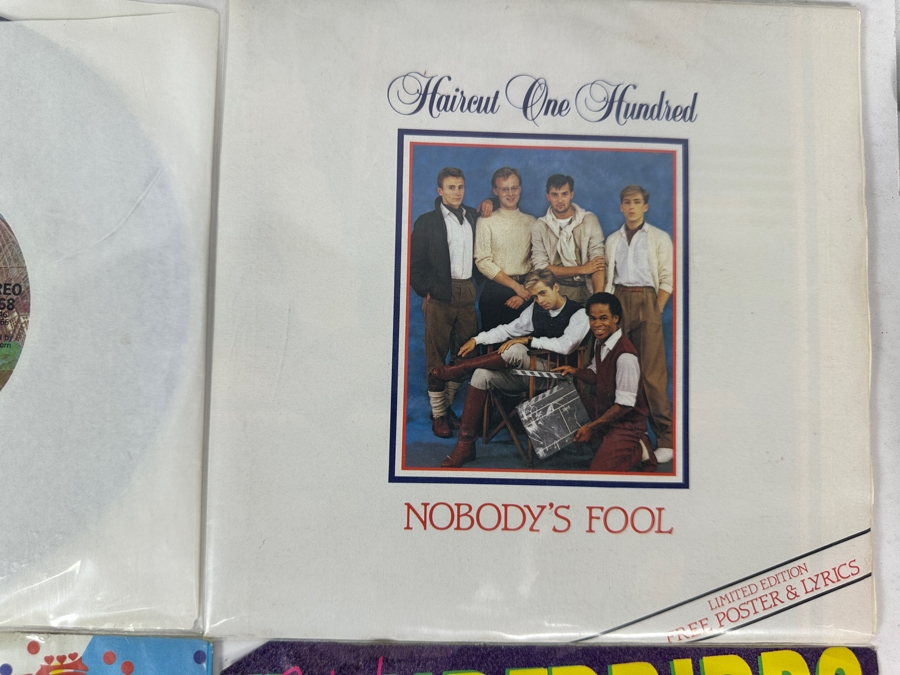 Haircut One Hundred
NOBODY'S FOOL
LIMITED EDITION
FREE POSTER & LYRICS